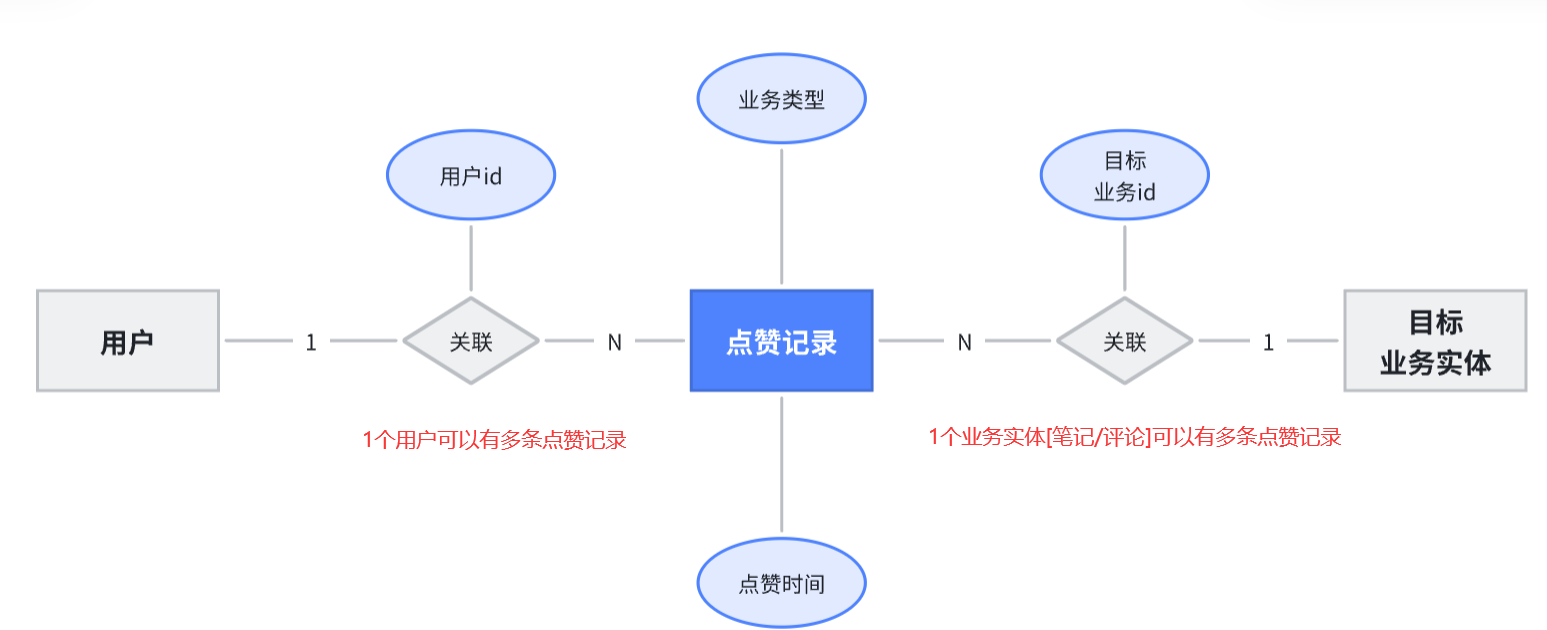 业务类型
用户id
目标
业务id
用户
1
关联
N
点赞记录
N
关联
1
目标
业务实体
1个用户可以有多条点赞记录
1个业务实体[笔记/评论]可以有多条点赞记录
点赞时间